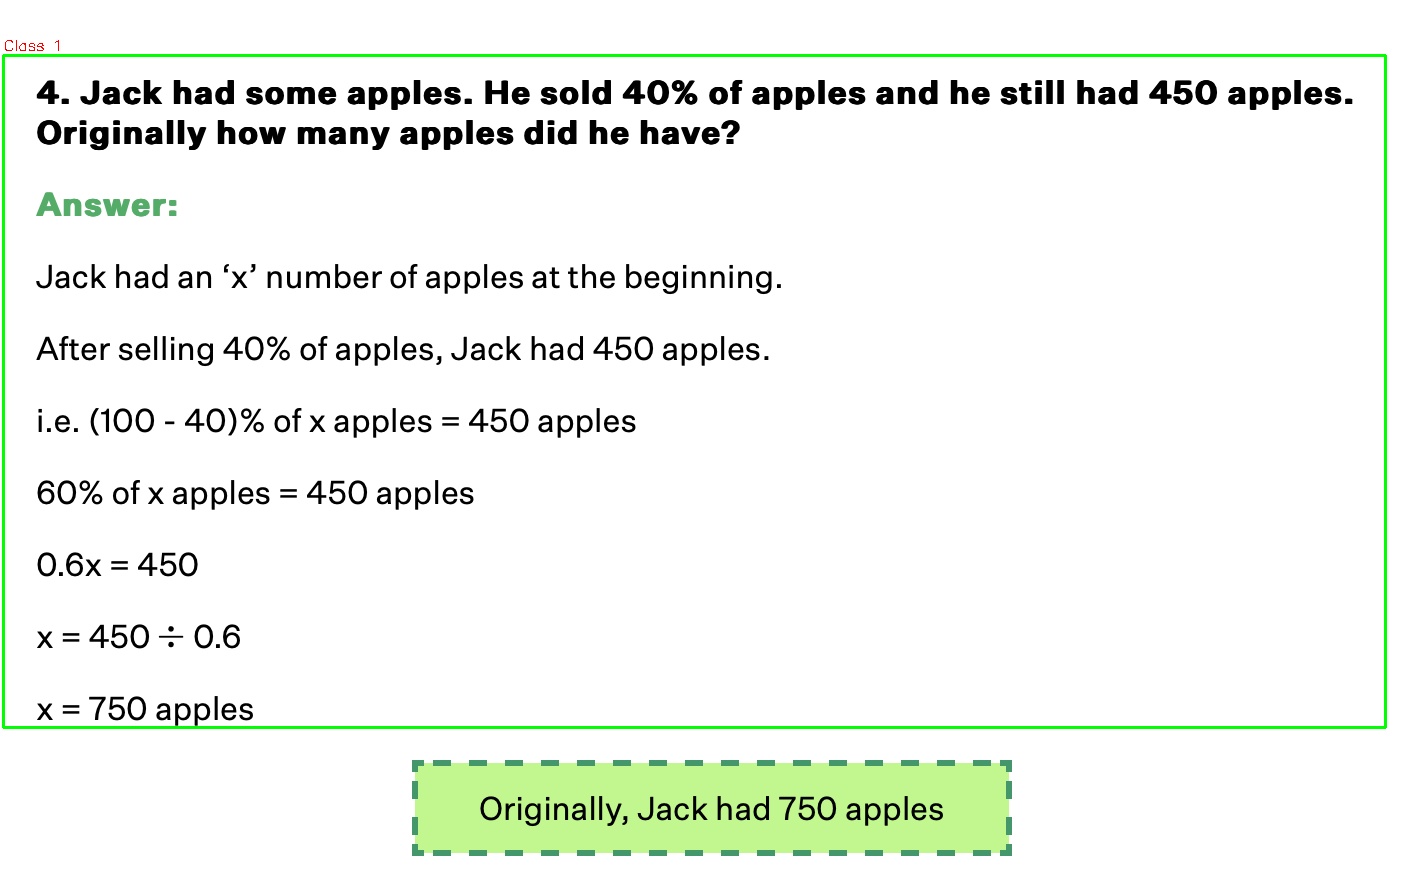 Class 1
4. Jack had some apples. He sold 40% of apples and he still had 450 apples.
Originally how many apples did he have?
Answer:
Jack had an ‘x’ number of apples at the beginning.
After selling 40% of apples, Jack had 450 apples.
i.e. (100 - 40)% of x apples = 450 apples
60% of x apples = 450 apples
0.6x = 450
x = 450 ÷ 0.6
x = 750 apples
Originally, Jack had 750 apples